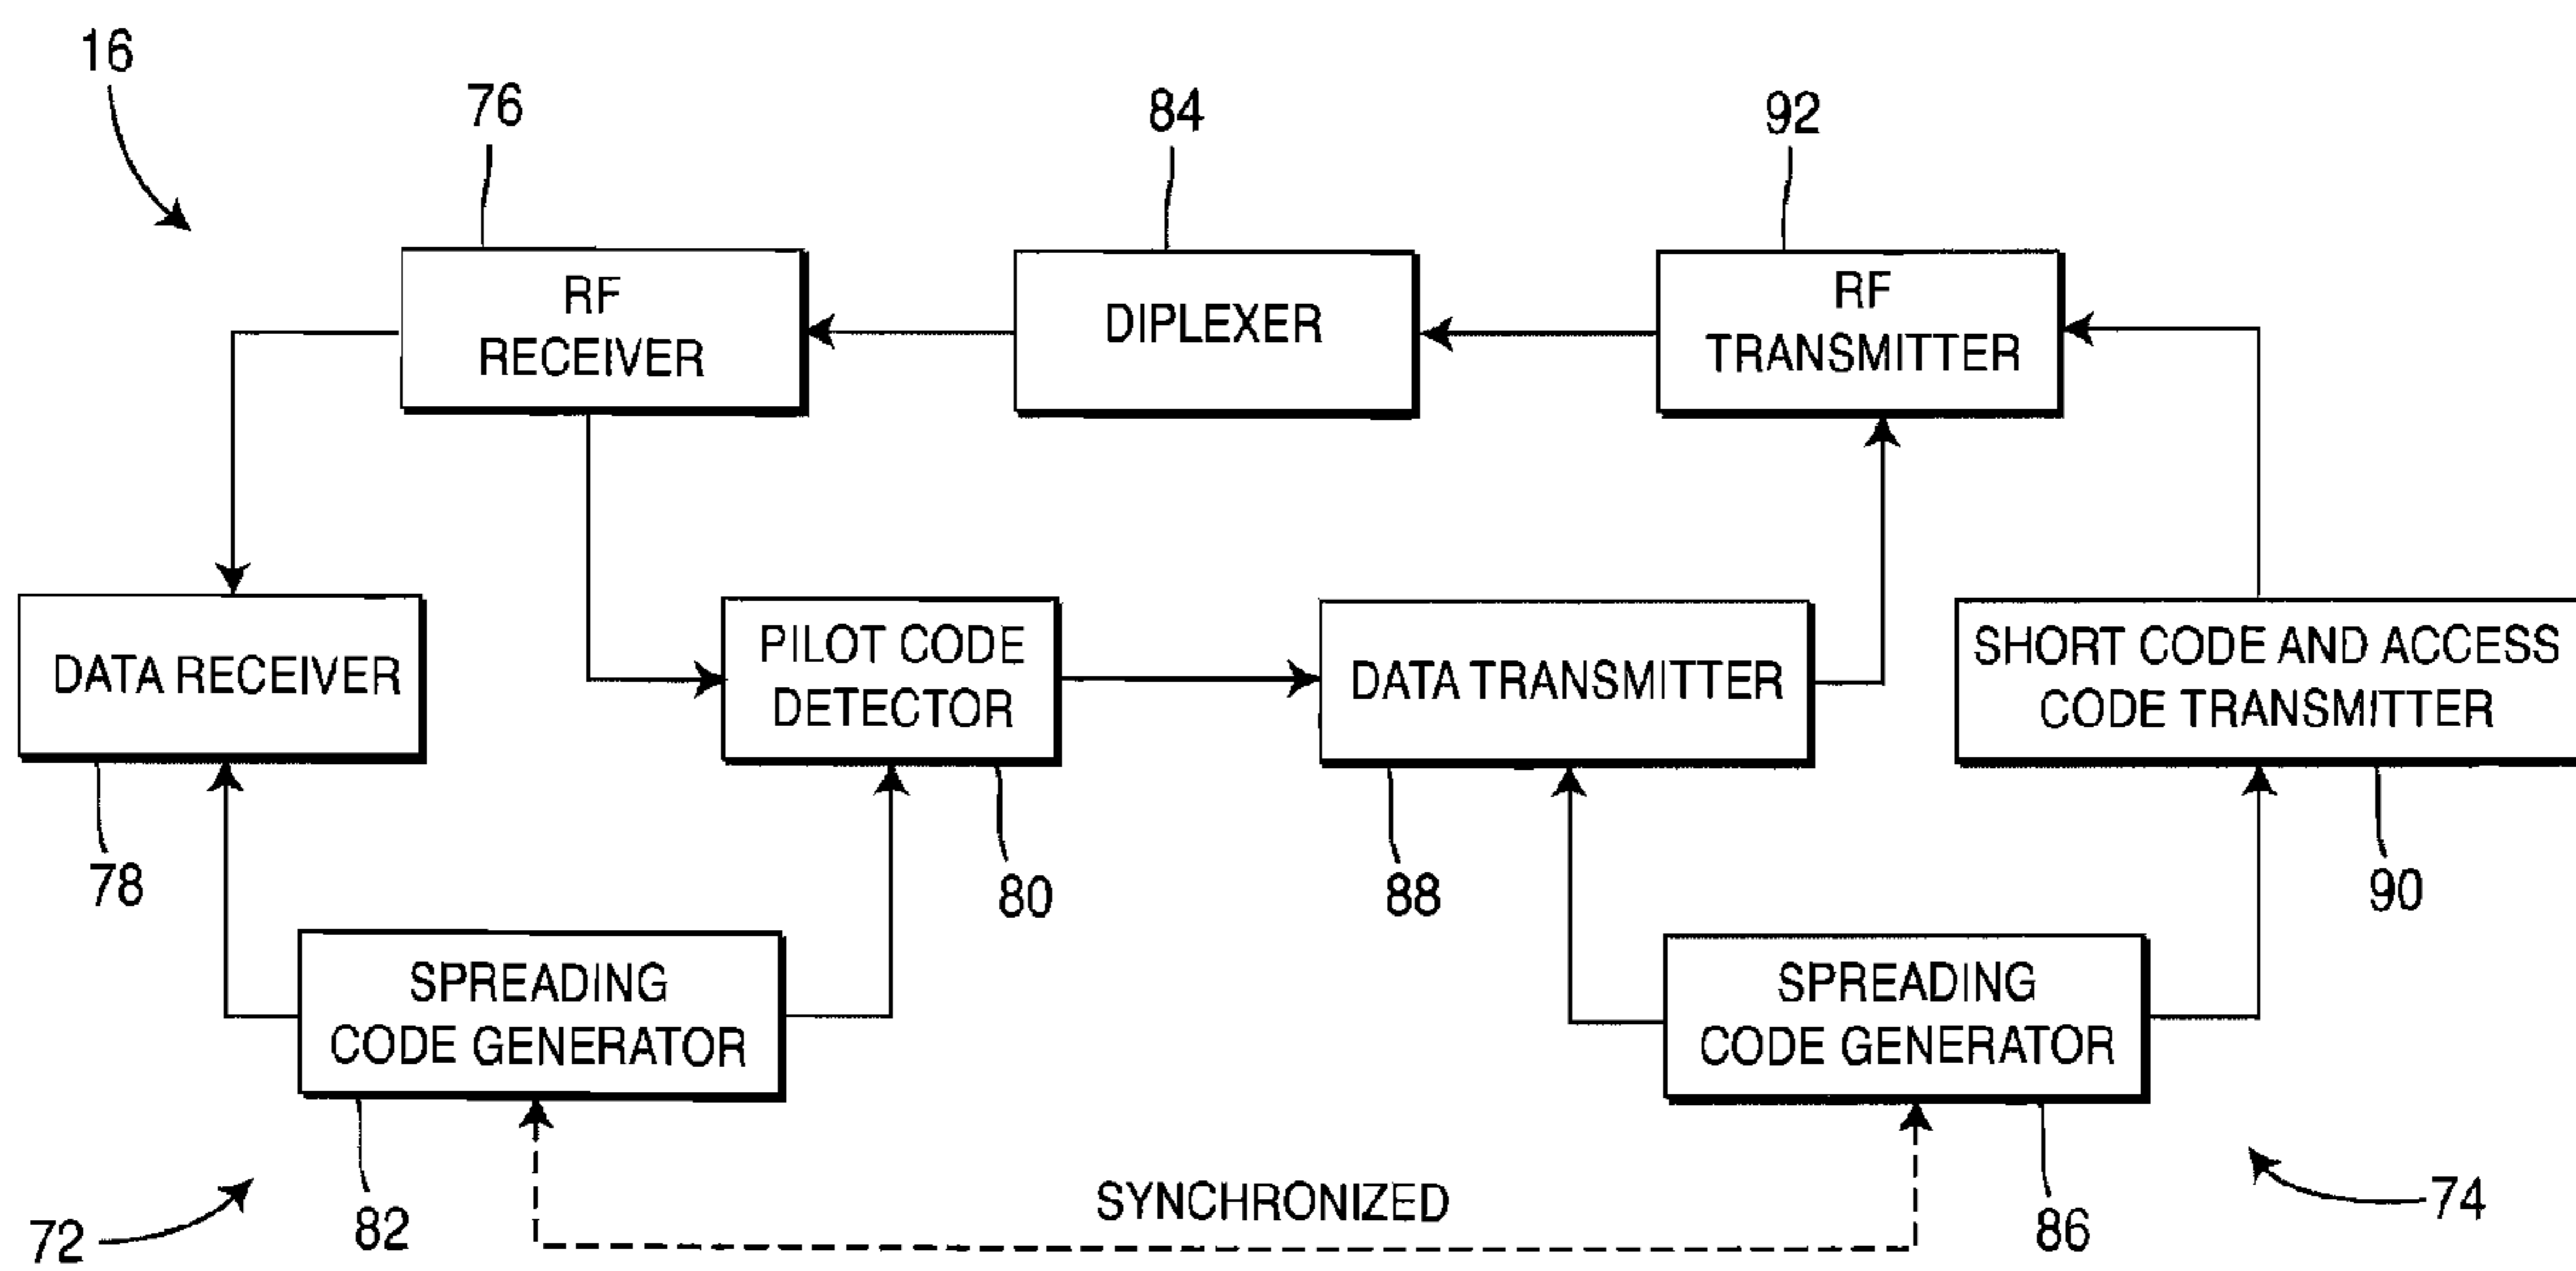 16
76
84
92
RF
RECEIVER
DIPLEXER
RF
TRANSMITTER
DATA RECEIVER
PILOT CODE
DETECTOR
DATA TRANSMITTER
SHORT CODE AND ACCESS
CODE TRANSMITTER
78
80
88
90
SPREADING
CODE GENERATOR
SPREADING
CODE GENERATOR
72
82
SYNCHRONIZED
86
74